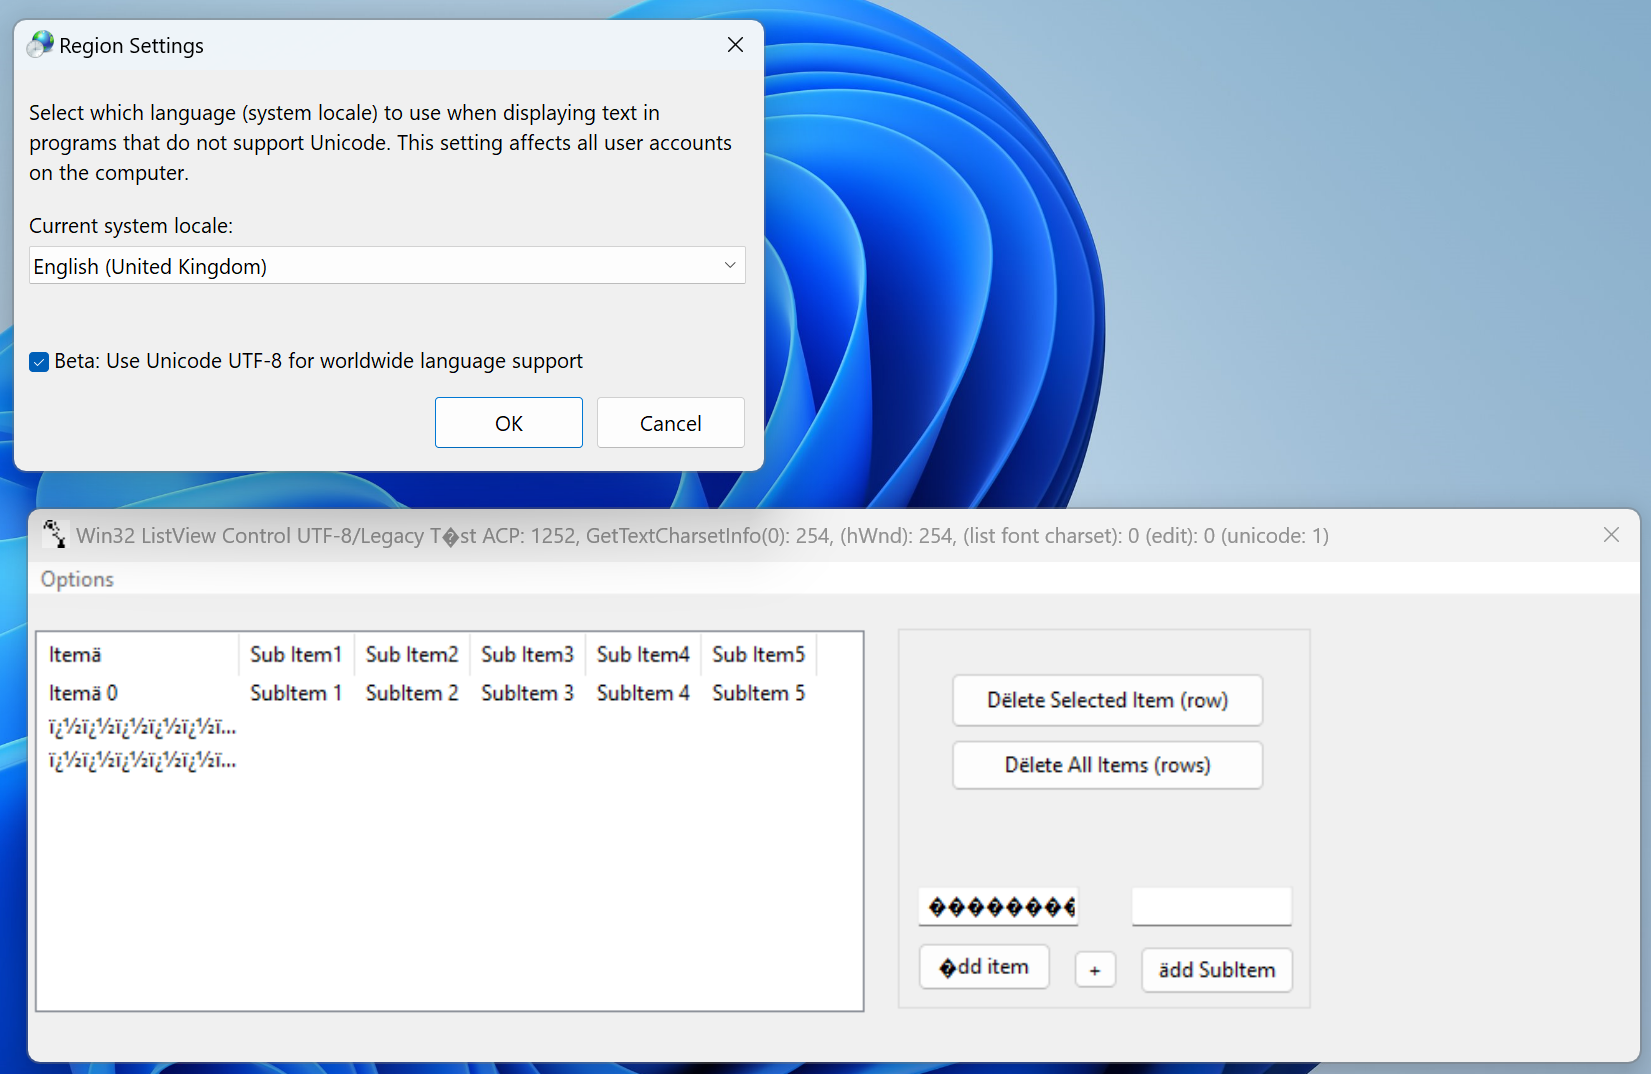 Region Settings
Select which language (system locale) to use when displaying text in
programs that do not support Unicode. This setting affects all user accounts
on the computer.
Current system locale:
English (United Kingdom)
Beta: Use Unicode UTF-8 for worldwide language support
OK
Cancel
Win32 ListView Control UTF-8/Legacy T�st ACP: 1252, GetTextCharsetInfo(0): 254, (hWnd): 254, (list font charset): 0 (edit): 0 (unicode: 1)
Options
Itemä Sub Item1 Sub Item2 Sub Item3 Sub Item4 Sub Item5
Itemä 0 SubItem 1 SubItem 2 SubItem 3 SubItem 4 SubItem 5
ï¿½ï¿½ï¿½ï¿½ï¿½ï...
ï¿½ï¿½ï¿½ï¿½ï¿½ï...
Dëlete Selected Item (row)
Dëlete All Items (rows)
��������
�dd item
+
ädd SubItem